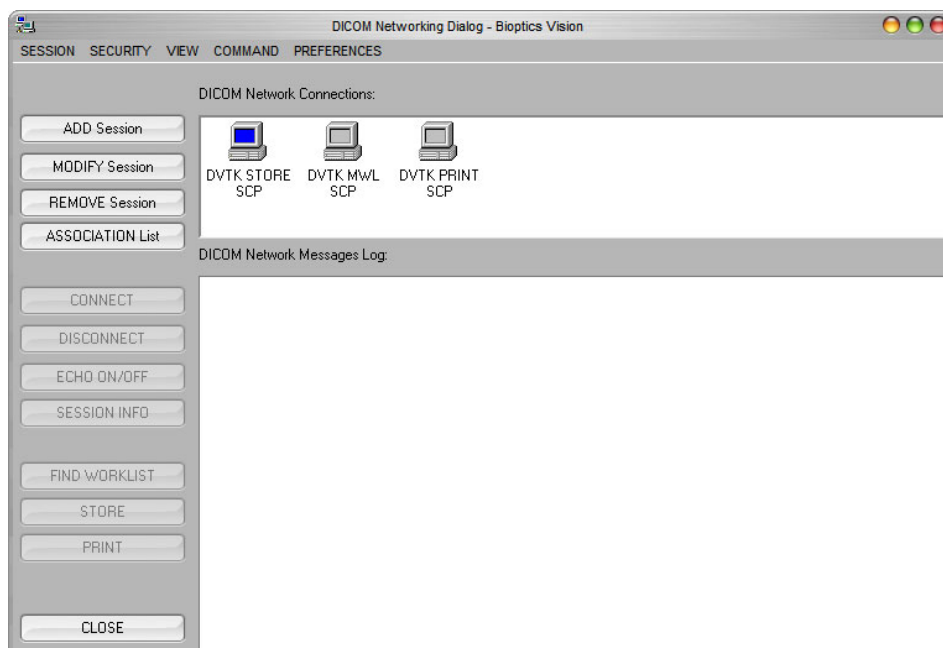 DICOM Networking Dialog - Bioptics Vision
SESSION SECURITY VIEW COMMAND PREFERENCES
DICOM Network Connections:
ADD Session
MODIFY Session
REMOVE Session
ASSOCIATION List
DVTK STORE
SCP
DVTK MWL
SCP
DVTK PRINT
SCP
DICOM Network Messages Log:
CONNECT
DISCONNECT
ECHO ON/OFF
SESSION INFO
FIND WORKLIST
STORE
PRINT
CLOSE